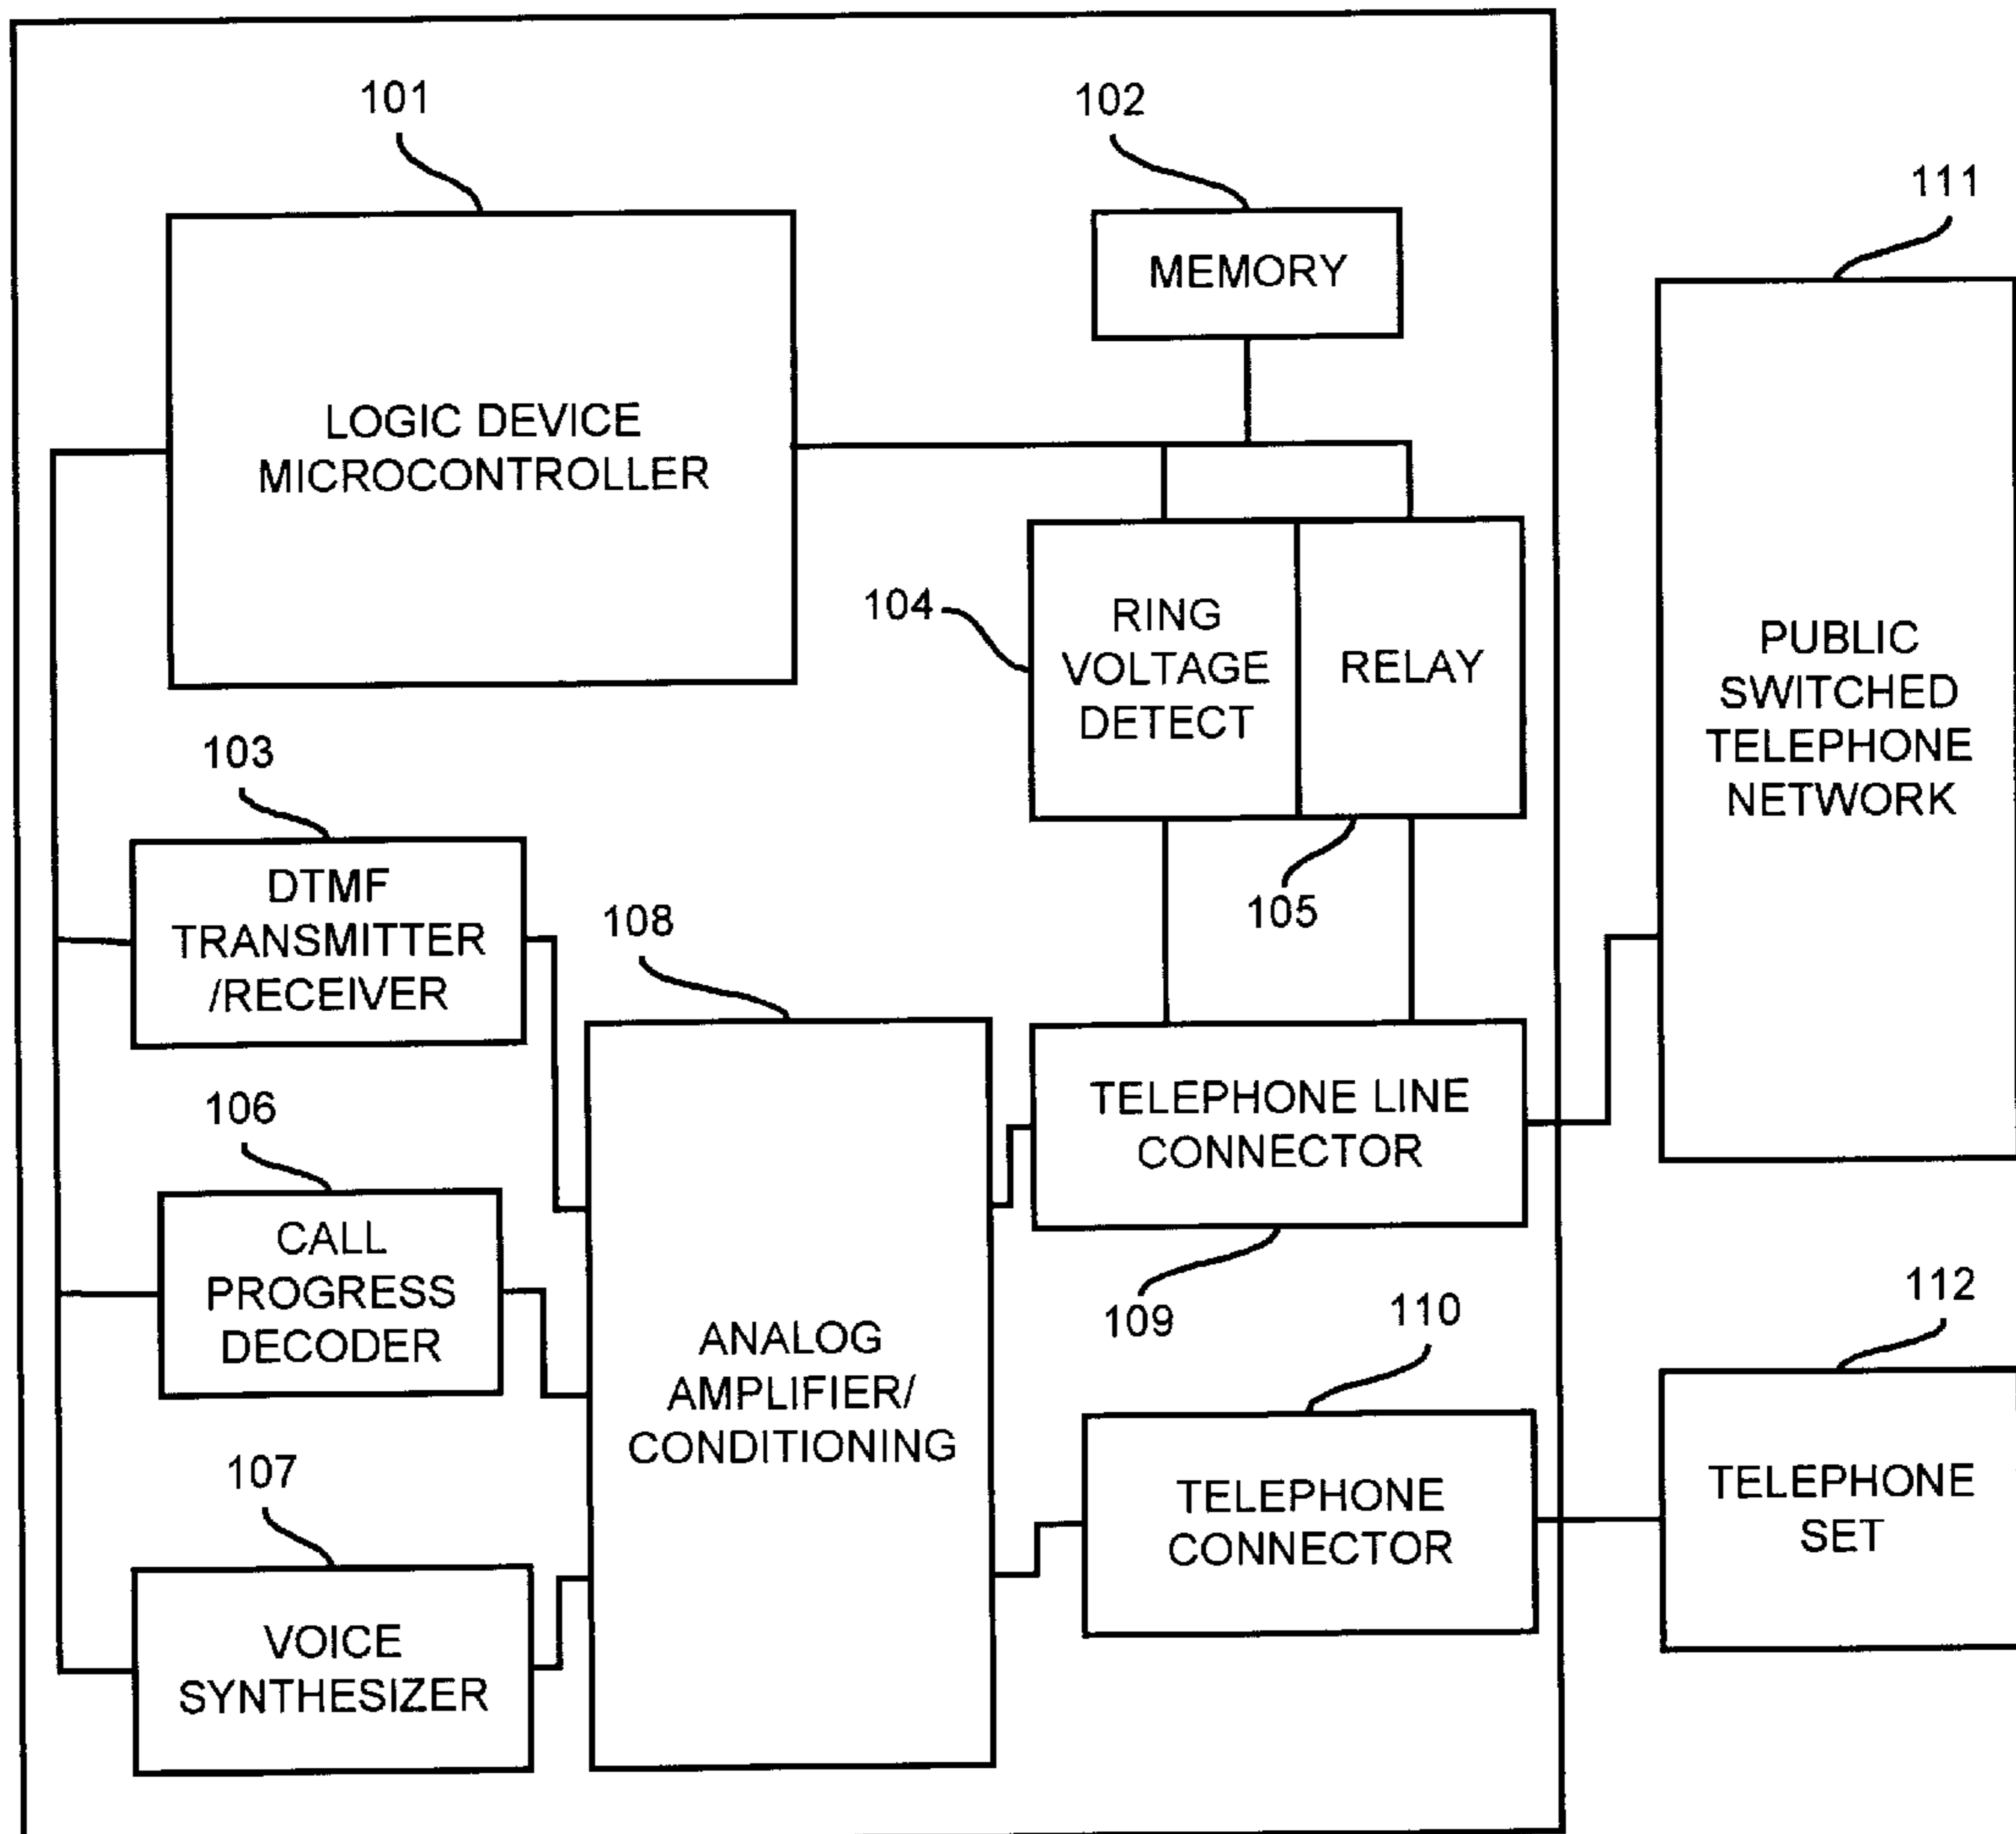 101
102
111
LOGIC DEVICE
MICROCONTROLLER
MEMORY
104
RING
VOLTAGE
DETECT
RELAY
105
PUBLIC
SWITCHED
TELEPHONE
NETWORK
103
DTMF
TRANSMITTER
/RECEIVER
108
106
CALL
PROGRESS
DECODER
ANALOG
AMPLIFIER/
CONDITIONING
TELEPHONE LINE
CONNECTOR
109
110
112
107
VOICE
SYNTHESIZER
TELEPHONE
CONNECTOR
TELEPHONE
SET